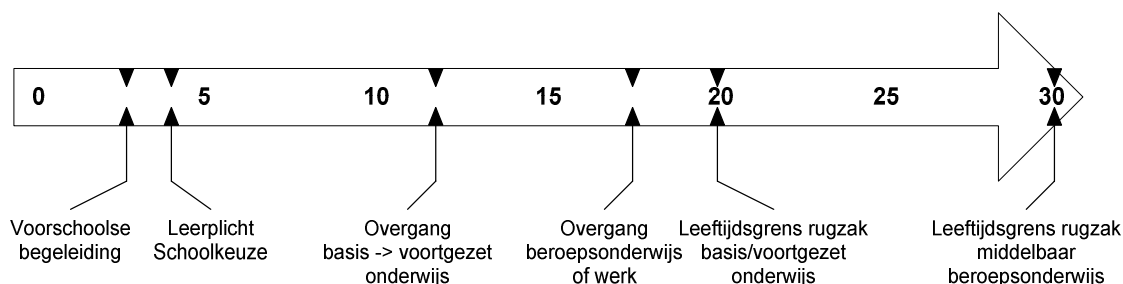 0 5 10 15 20 25 30
Voorschoolse
begeleiding
Leerplicht
Schoolkeuze
Overgang
basis -> voortgezet
onderwijs
Overgang
beroepsonderwijs
of werk
Leeftijdsgrens rugzak
basis/voortgezet
onderwijs
Leeftijdsgrens rugzak
middelbaar
beroepsonderwijs